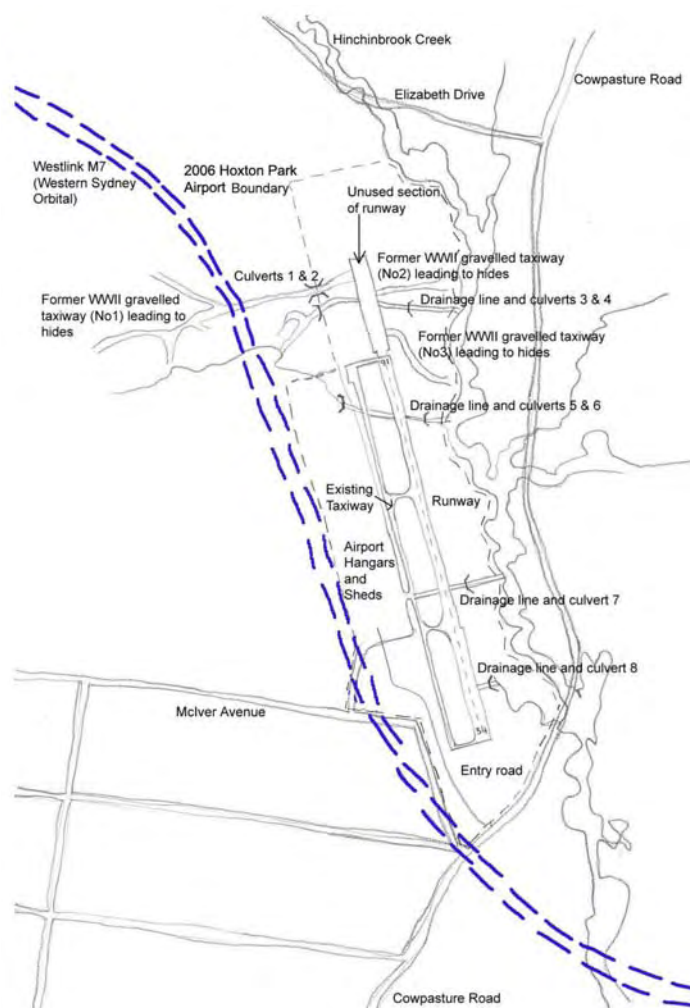 Hinchinbrook Creek
Cowpasture Road
Elizabeth Drive
Westlink M7
(Western Sydney
Orbital)
2006 Hoxton Park
Airport Boundary
Unused section
of runway
Former WWII gravelled taxiway
(No2) leading to hides
Culverts 1 & 2
Former WWII gravelled
taxiway (No1) leading to
hides
Drainage line and culverts 3 & 4
Former WWII gravelled taxiway
(No3) leading to hides
Drainage line and culverts 5 & 6
Existing
Taxiway
Runway
Airport
Hangars
and
Sheds
Drainage line and culvert 7
Drainage line and culvert 8
McIver Avenue
34
Entry road
Cowpasture Road